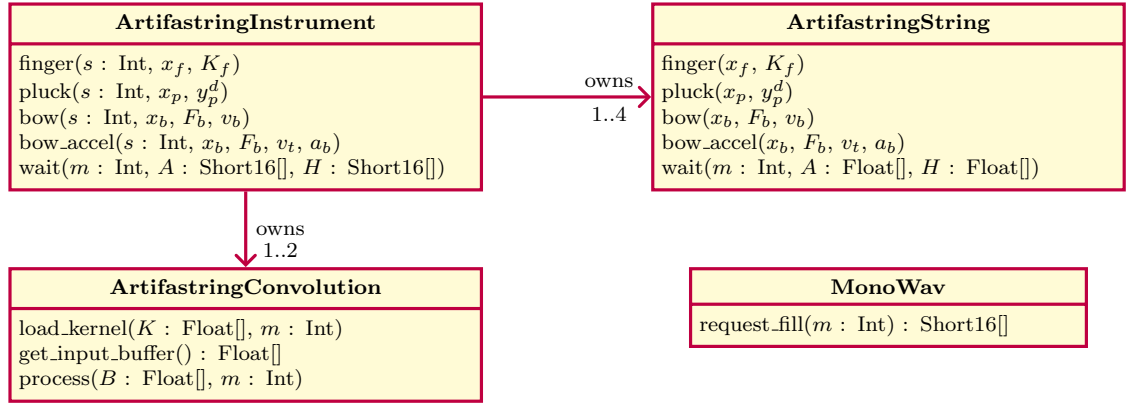 ArtifastringInstrument
finger(s : Int, x_f, K_f)
pluck(s : Int, x_p, y_p^d)
bow(s : Int, x_b, F_b, v_b)
bow_accel(s : Int, x_b, F_b, v_t, a_b)
wait(m : Int, A : Short16[], H : Short16[])
owns
1..4
ArtifastringString
finger(x_f, K_f)
pluck(x_p, y_p^d)
bow(x_b, F_b, v_b)
bow_accel(x_b, F_b, v_t, a_b)
wait(m : Int, A : Float[], H : Float[])
owns
1..2
ArtifastringConvolution
load_kernel(K : Float[], m : Int)
get_input_buffer() : Float[]
process(B : Float[], m : Int)
MonoWav
request_fill(m : Int) : Short16[]